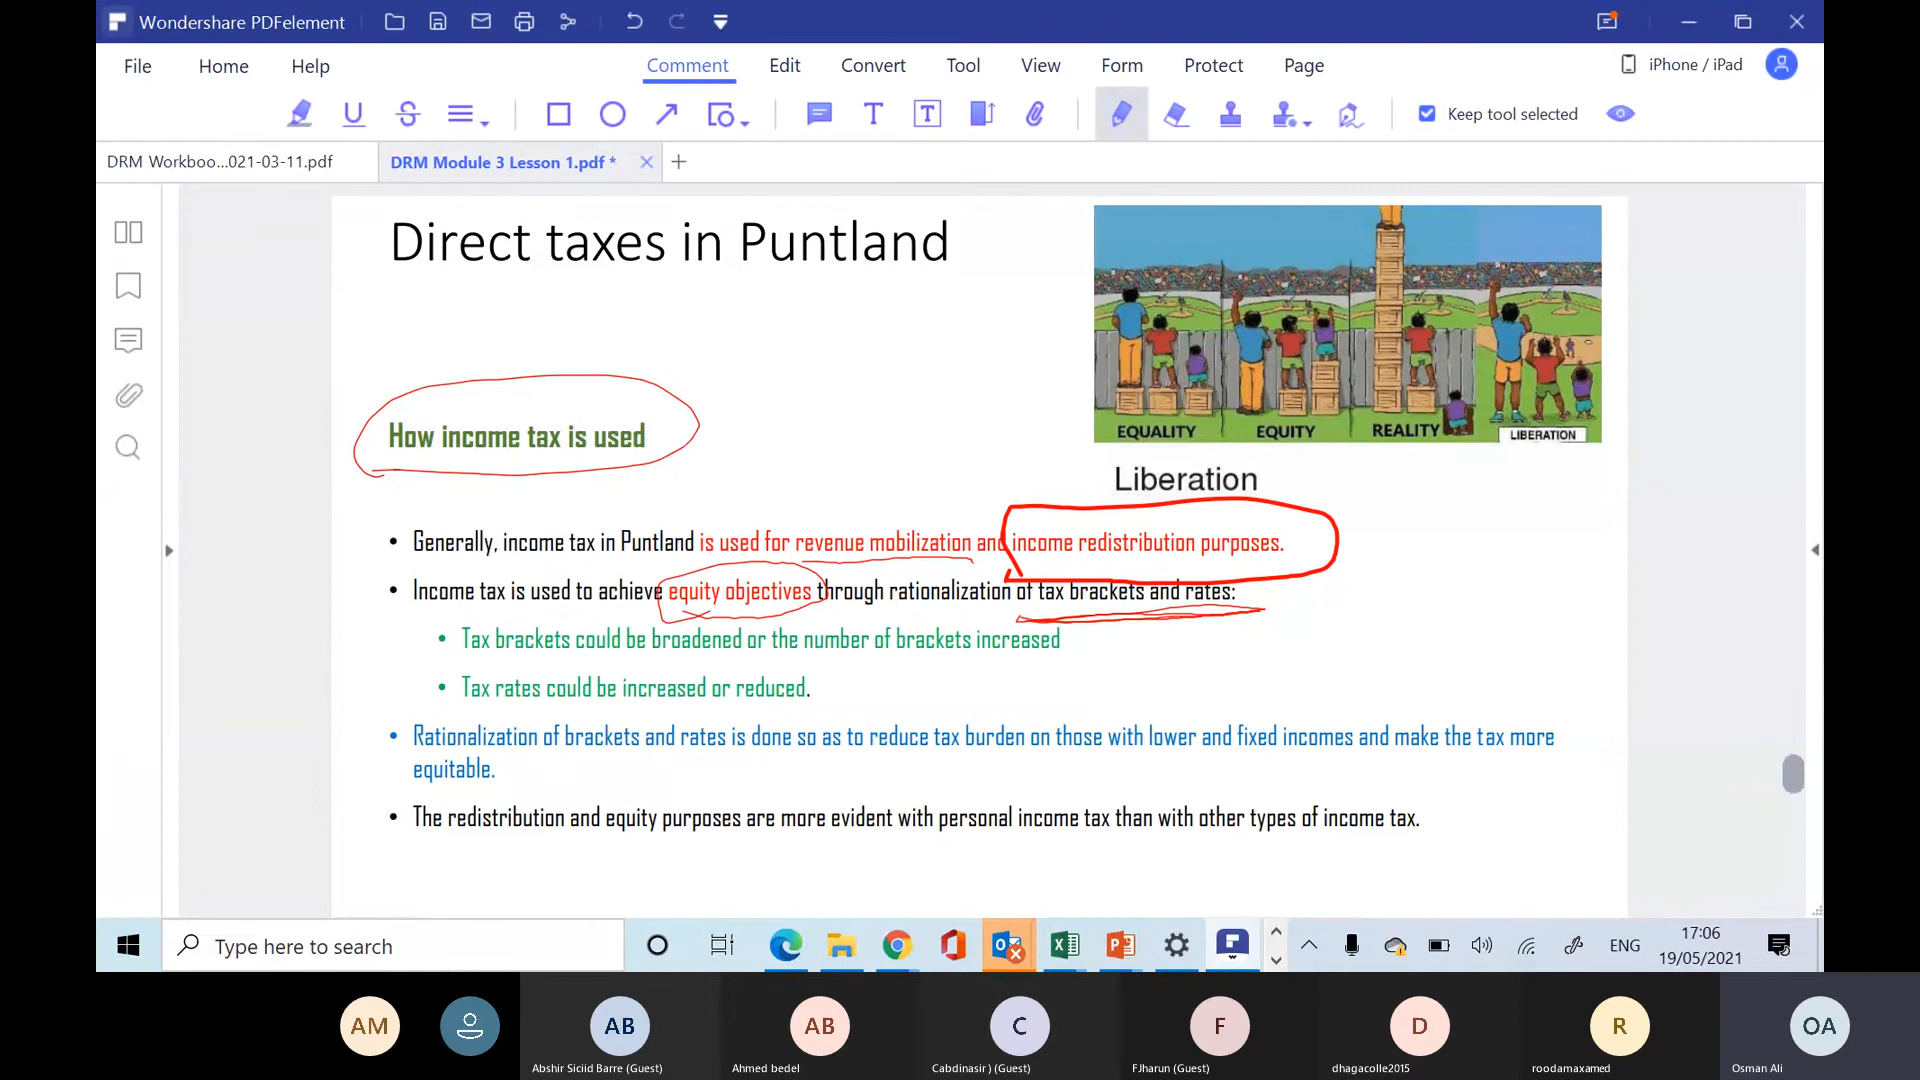 Wondershare PDFelement
File Home Help Comment Edit Convert Tool View Form Protect Page iPhone / iPad
Keep tool selected
DRM Workboo...021-03-11.pdf DRM Module 3 Lesson 1.pdf *
Direct taxes in Puntland
EQUALITY EQUITY REALITY LIBERATION
How income tax is used
Liberation
• Generally, income tax in Puntland is used for revenue mobilization and income redistribution purposes.
• Income tax is used to achieve equity objectives through rationalization of tax brackets and rates:
• Tax brackets could be broadened or the number of brackets increased
• Tax rates could be increased or reduced.
• Rationalization of brackets and rates is done so as to reduce tax burden on those with lower and fixed incomes and make the tax more
equitable.
• The redistribution and equity purposes are more evident with personal income tax than with other types of income tax.
Type here to search
ENG
17:06
19/05/2021
AM AB AB C F D R OA
Abshir Siciid Barre (Guest) Ahmed bedel Cabdinasir) (Guest) FJharun (Guest) dhagacolle2015 roodamaxamed Osman Ali